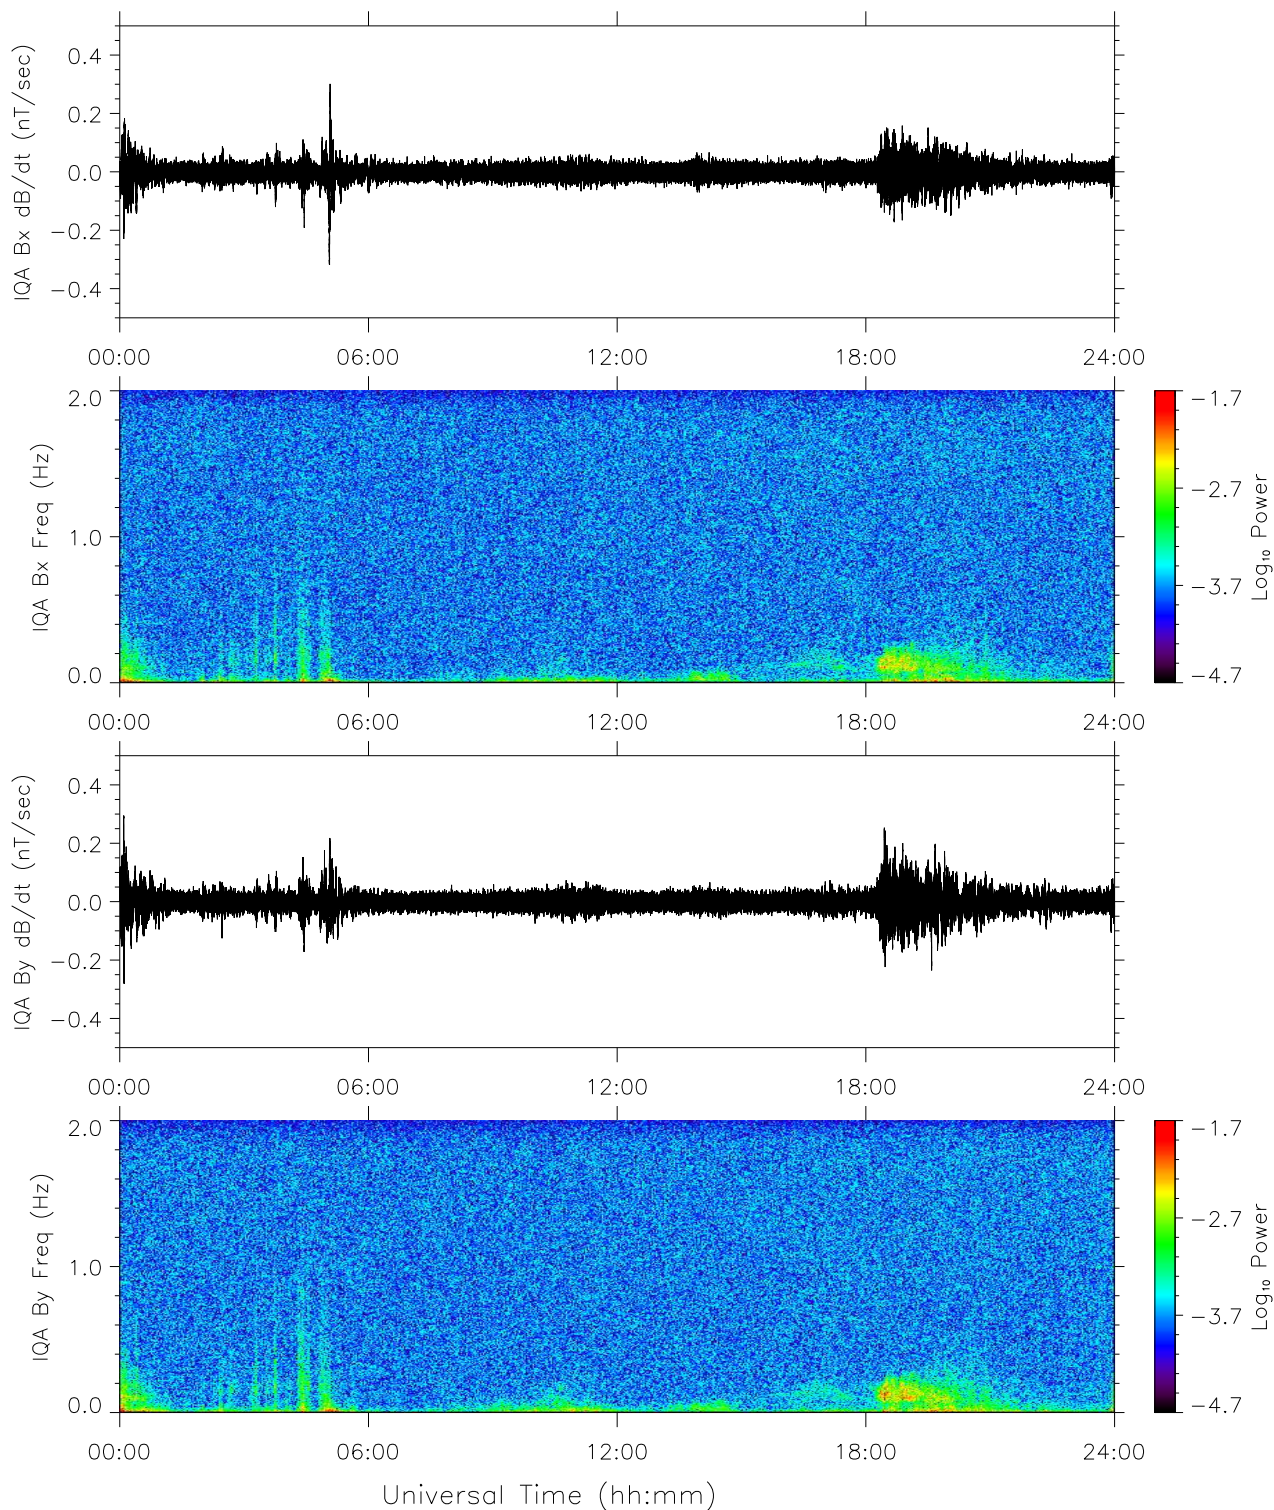 IQA Bx dB/dt (nT/sec)
0.4
0.2
0.0
−0.2
−0.4
00:00 06:00 12:00 18:00 24:00
IQA Bx Freq (Hz)
2.0
1.0
0.0
00:00 06:00 12:00 18:00 24:00
−1.7
−2.7
−3.7
−4.7
Log₁₀ Power
IQA By dB/dt (nT/sec)
0.4
0.2
0.0
−0.2
−0.4
00:00 06:00 12:00 18:00 24:00
IQA By Freq (Hz)
2.0
1.0
0.0
00:00 06:00 12:00 18:00 24:00
−1.7
−2.7
−3.7
−4.7
Log₁₀ Power
Universal Time (hh:mm)